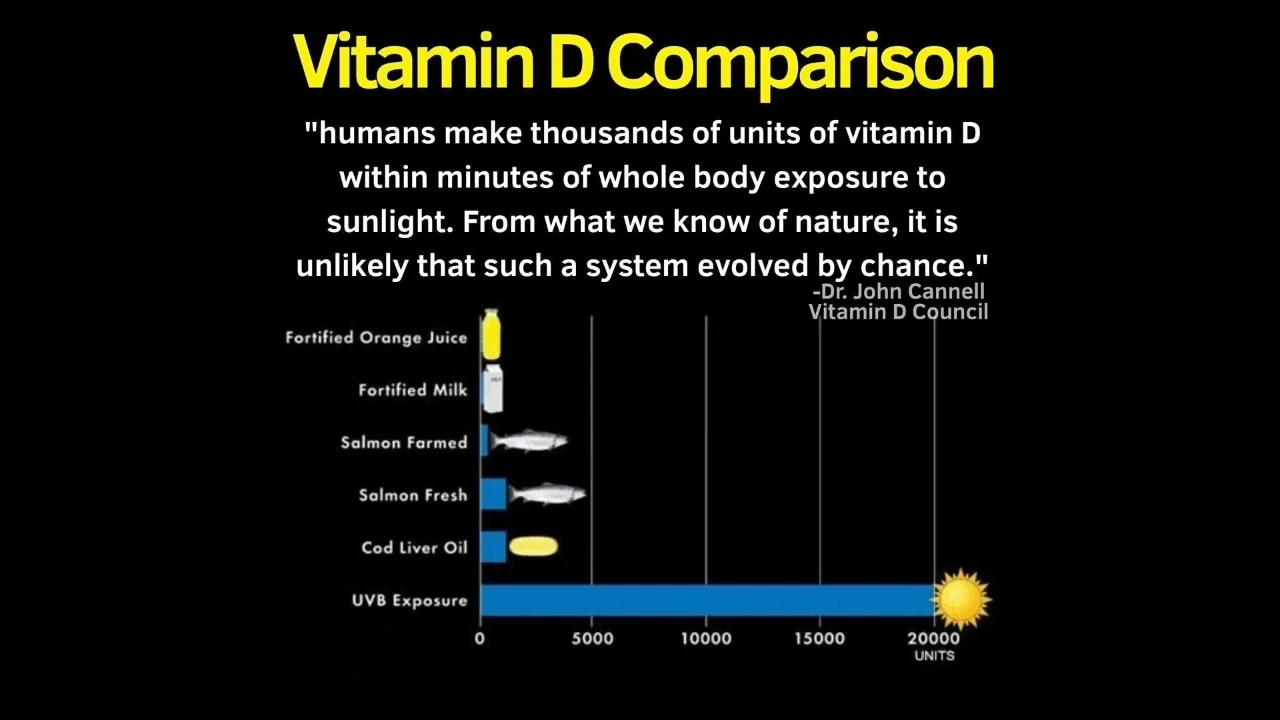 Vitamin D Comparison
"humans make thousands of units of vitamin D
within minutes of whole body exposure to
sunlight. From what we know of nature, it is
unlikely that such a system evolved by chance."
-Dr. John Cannell
Vitamin D Council
Fortified Orange Juice
Fortified Milk
Salmon Farmed
Salmon Fresh
Cod Liver Oil
UVB Exposure
0 5000 10000 15000 20000
UNITS